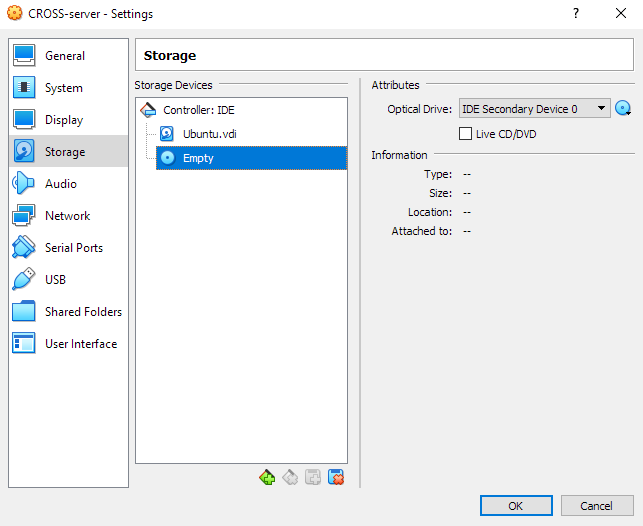 CROSS-server - Settings
?
General
System
Display
Storage
Audio
Network
Serial Ports
USB
Shared Folders
User Interface
Storage
Storage Devices
Controller: IDE
Ubuntu.vdi
Empty
Attributes
Optical Drive: IDE Secondary Device 0
Live CD/DVD
Information
Type: --
Size: --
Location: --
Attached to: --
OK
Cancel